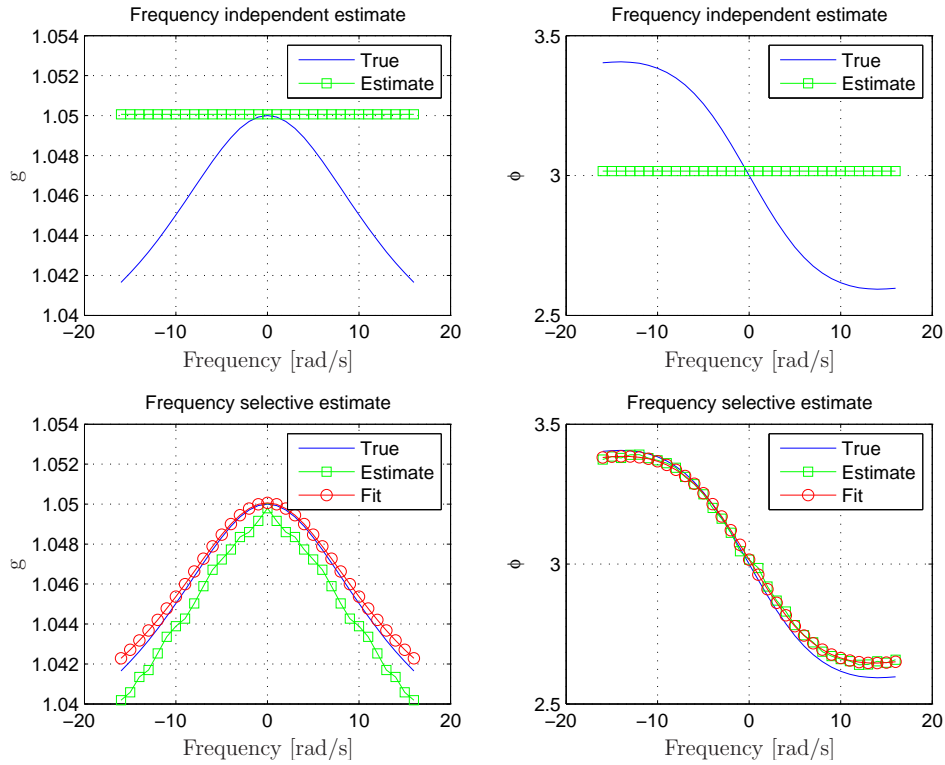 Frequency independent estimate
1.054
1.052
1.05
1.048
1.046
1.044
1.042
1.04
g
−20
−10
0
10
20
Frequency [rad/s]
True
Estimate
Frequency independent estimate
3.5
3
2.5
ϕ
−20
−10
0
10
20
Frequency [rad/s]
True
Estimate
Frequency selective estimate
1.054
1.052
1.05
1.048
1.046
1.044
1.042
1.04
g
−20
−10
0
10
20
Frequency [rad/s]
True
Estimate
Fit
Frequency selective estimate
3.5
3
2.5
ϕ
−20
−10
0
10
20
Frequency [rad/s]
True
Estimate
Fit